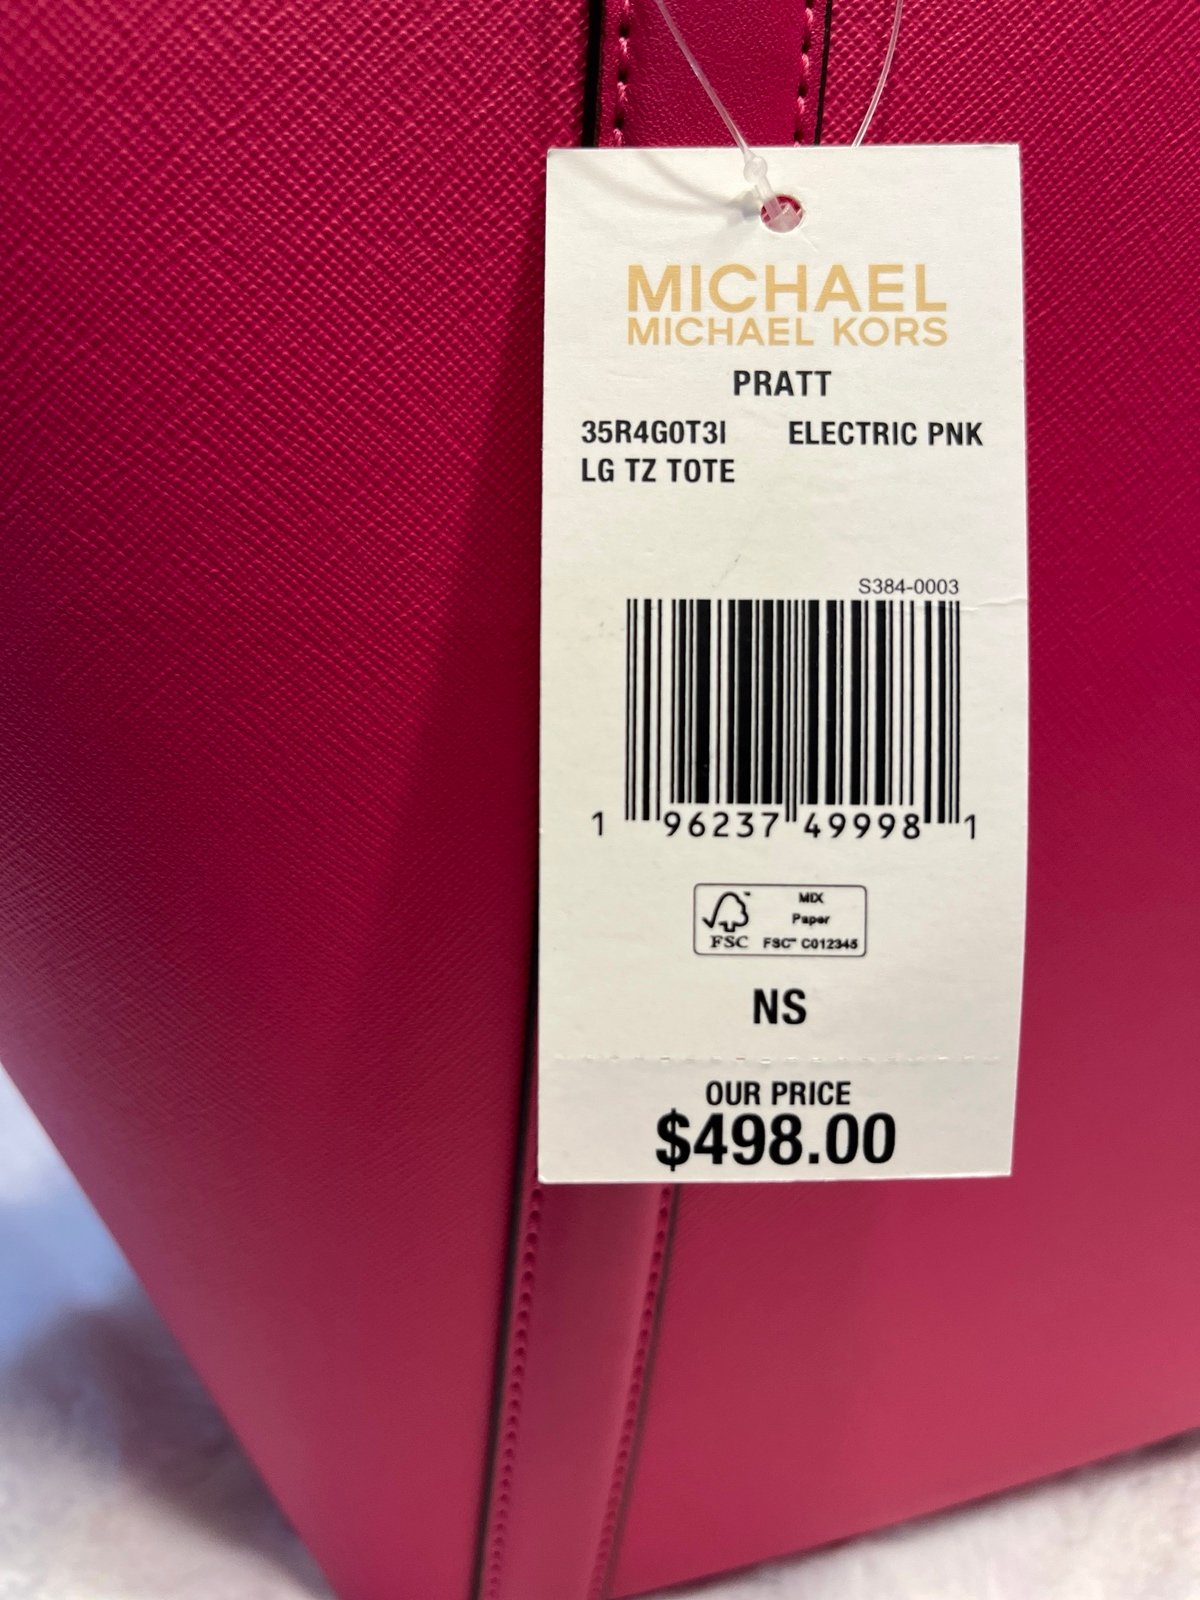 MICHAEL
MICHAEL KORS
PRATT
35R4G0T3I ELECTRIC PNK
LG TZ TOTE
S384-0003
1 96237 49998 1
FSC
MIX
Paper
FSC™ C012345
NS
OUR PRICE
$498.00